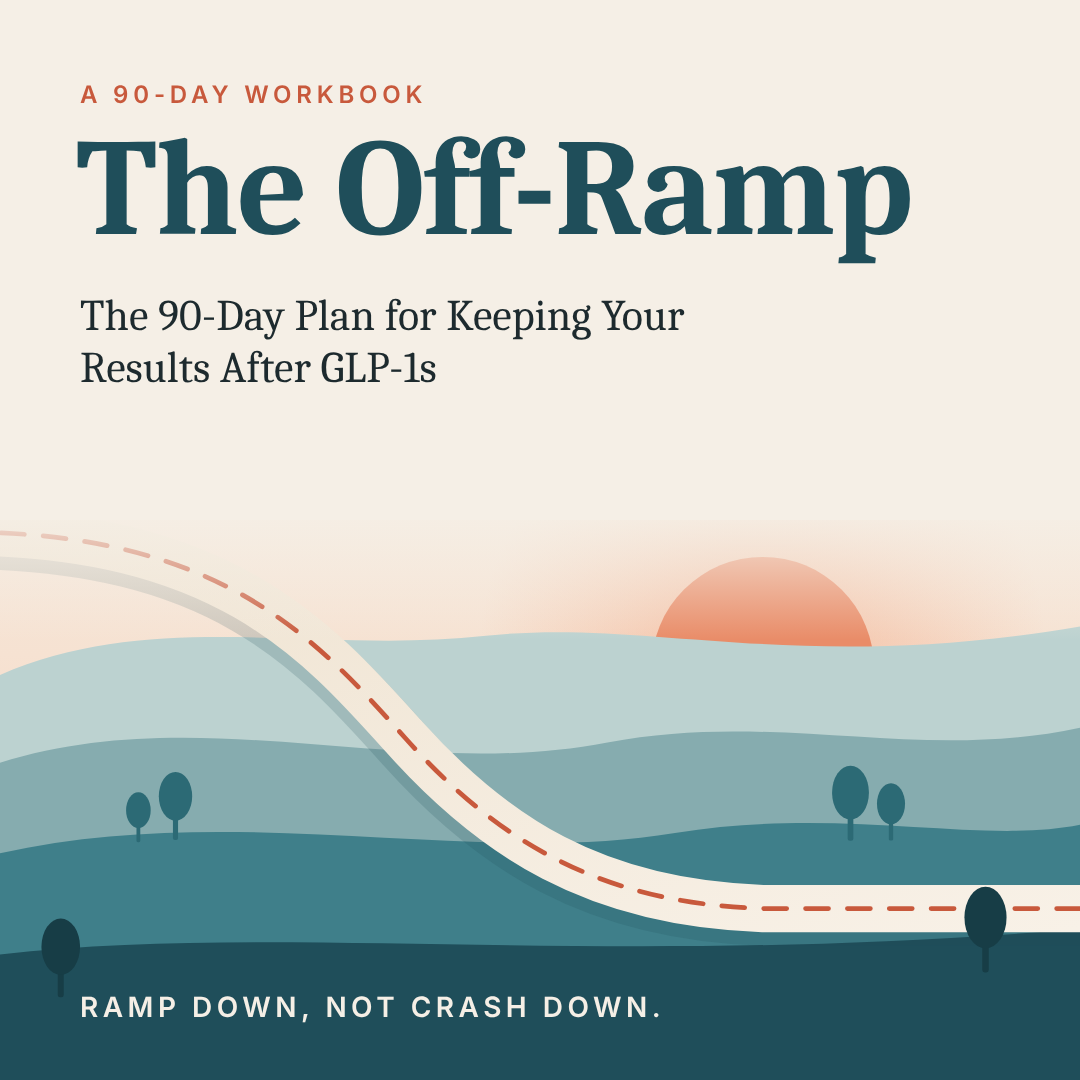 A 90-DAY WORKBOOK
The Off-Ramp
The 90-Day Plan for Keeping Your
Results After GLP-1s
RAMP DOWN, NOT CRASH DOWN.